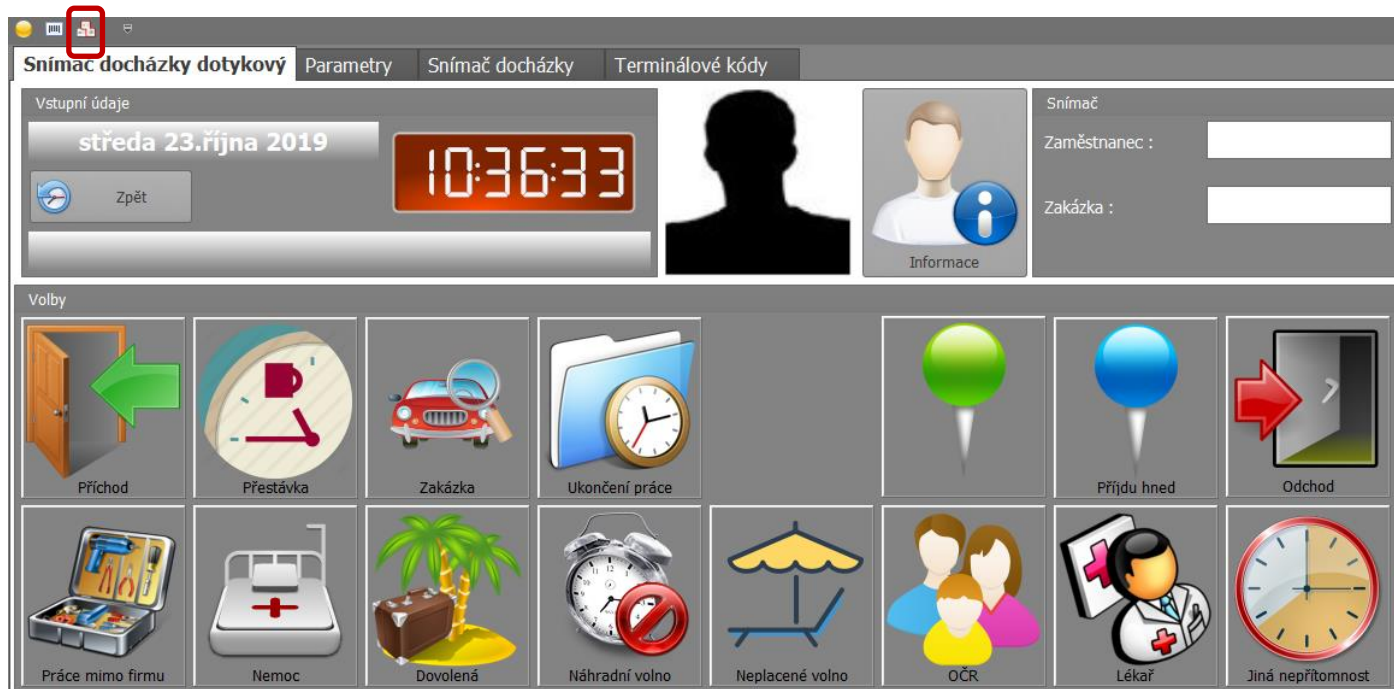 Snímač docházky dotykový Parametry Snímač docházky Terminálové kódy
Vstupní údaje
středa 23.října 2019
10:36:33
Zpět
Informace
Snímač
Zaměstnanec :
Zakázka :
Volby
Příchod Přestávka Zakázka Ukončení práce Příjdu hned Odchod
Práce mimo firmu Nemoc Dovolená Náhradní volno Neplacené volno OČR Lékař Jiná nepřítomnost